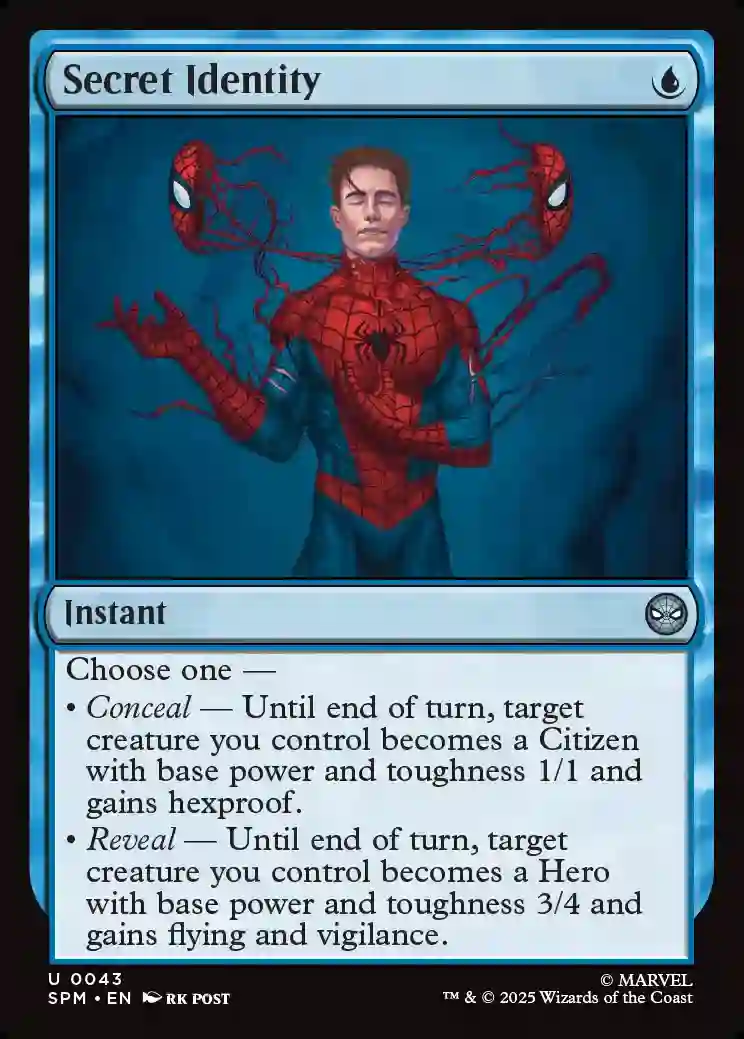 Secret Identity
Instant
Choose one —
• Conceal — Until end of turn, target
creature you control becomes a Citizen
with base power and toughness 1/1 and
gains hexproof.
• Reveal — Until end of turn, target
creature you control becomes a Hero
with base power and toughness 3/4 and
gains flying and vigilance.
U 0043
© MARVEL
SPM • EN RK POST
™ & © 2025 Wizards of the Coast